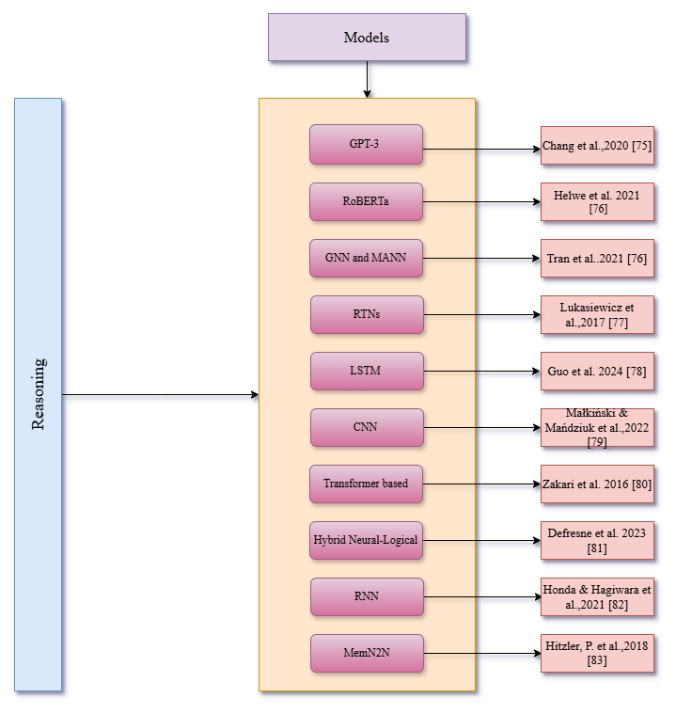 Models
Reasoning
GPT-3
Chang et al.,2020 [75]
RoBERTa
Helwe et al. 2021
[76]
GNN and MANN
Tran et al..2021 [76]
RTNs
Lukasiewicz et
al.,2017 [77]
LSTM
Guo et al. 2024 [78]
CNN
Małkiński &
Mańdziuk et al.,2022
[79]
Transformer based
Zakari et al. 2016 [80]
Hybrid Neural-Logical
Defresne et al. 2023
[81]
RNN
Honda & Hagiwara et
al.,2021 [82]
MemN2N
Hitzler, P. et al.,2018
[83]